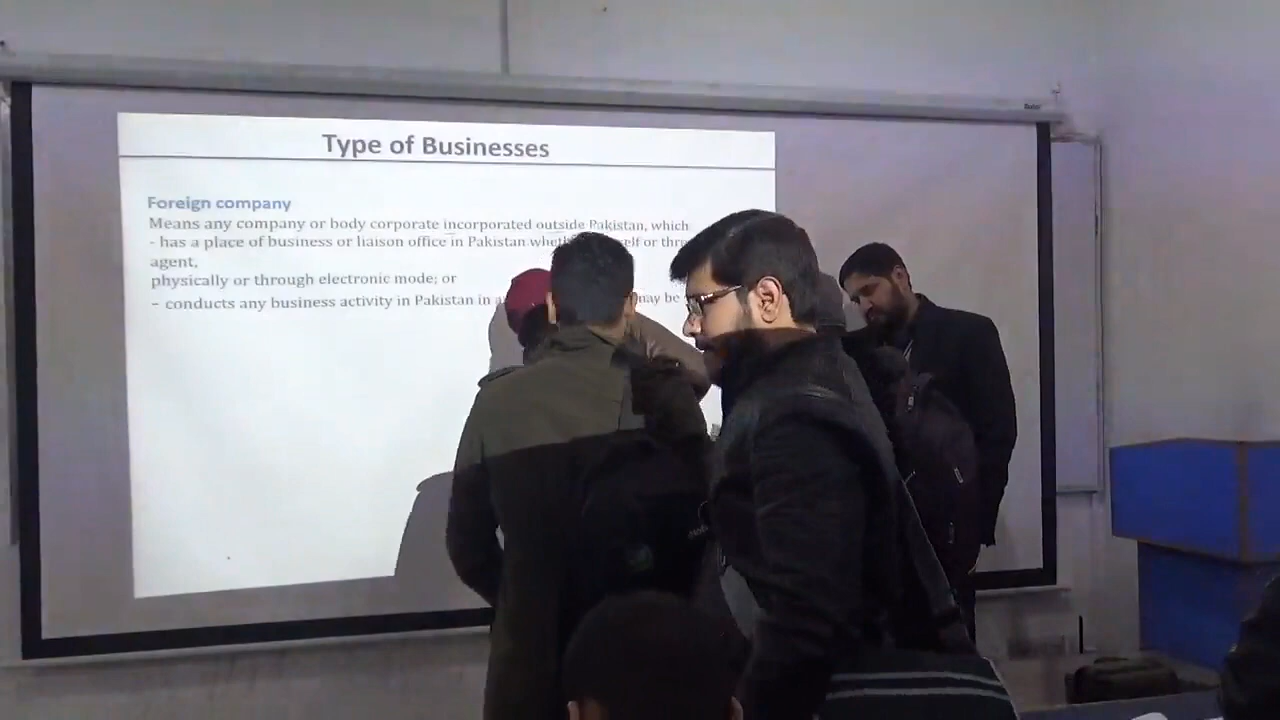 Type of Businesses
Foreign company
Means any company or body corporate incorporated outside Pakistan, which
- has a place of business or liaison office in Pakistan or
agent,
physically or through electronic mode; or
– conducts any business activity in Pakistan in may be